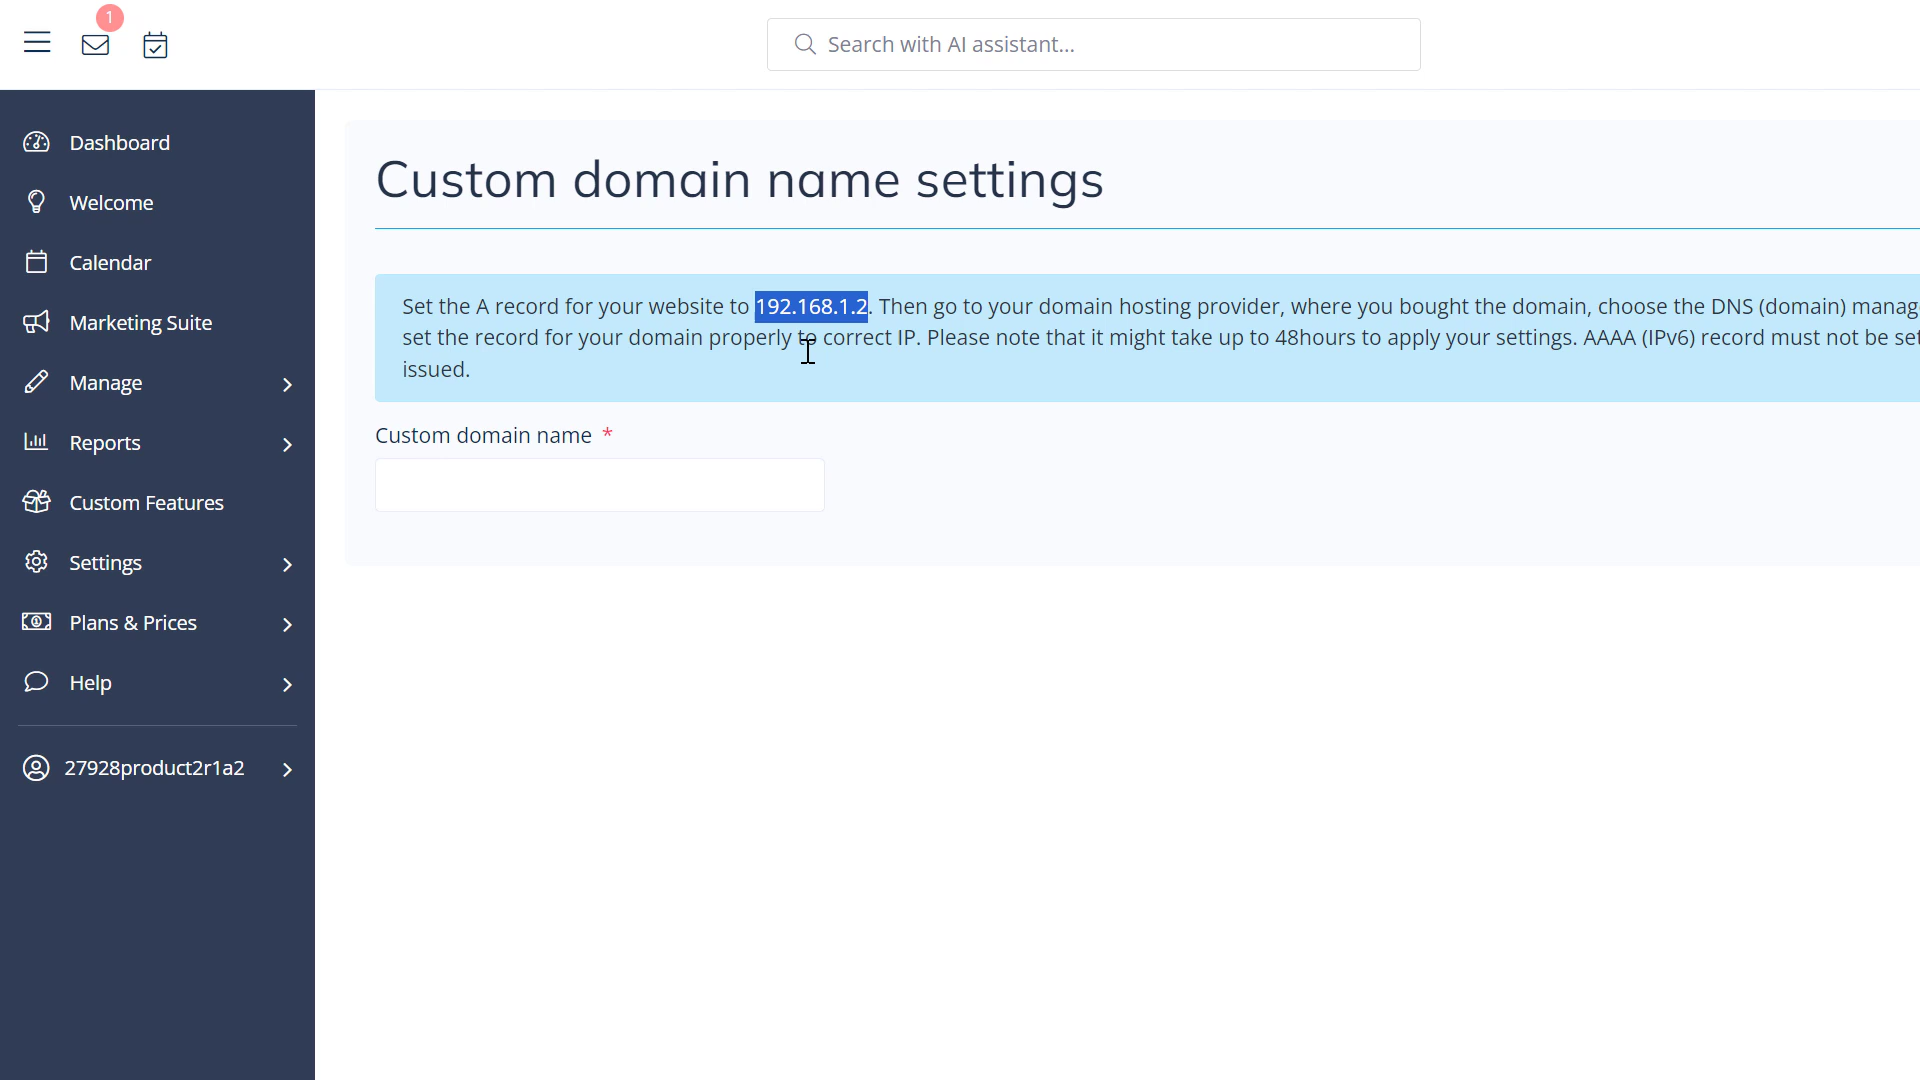 1
Search with AI assistant...
Dashboard
Welcome
Calendar
Marketing Suite
Manage
Reports
Custom Features
Settings
Plans & Prices
Help
27928product2r1a2
Custom domain name settings
Set the A record for your website to 192.168.1.2. Then go to your domain hosting provider, where you bought the domain, choose the DNS (domain) manag
set the record for your domain properly to correct IP. Please note that it might take up to 48hours to apply your settings. AAAA (IPv6) record must not be set
issued.
Custom domain name *